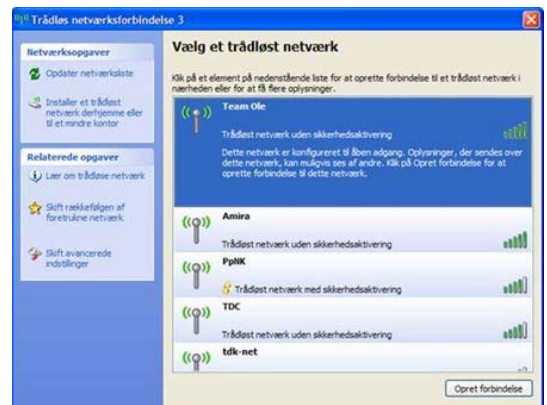 Trådløs netværksforbindelse 3
Netværksopgaver
Opdater netværksliste
Installer et trådløst
netværk derhjemme eller
til et mindre kontor
Relaterede opgaver
Lær om trådløse netværk
Skift rækkefølgen af
foretrukne netværk
Skift avancerede
indstillinger
Vælg et trådløst netværk
Klik på et element på nedenstående liste for at oprette forbindelse til et trådløst netværk i
nærheden eller for at få flere oplysninger.
Team Ole
Trådløst netværk uden sikkerhedsaktivering
Dette netværk er konfigureret til åben adgang. Oplysninger, der sendes over
dette netværk, kan muligvis ses af andre. Klik på Opret forbindelse for at
oprette forbindelse til dette netværk.
Amira
Trådløst netværk uden sikkerhedsaktivering
PpNK
Trådløst netværk med sikkerhedsaktivering
TDC
Trådløst netværk uden sikkerhedsaktivering
tdk-net
Opret forbindelse